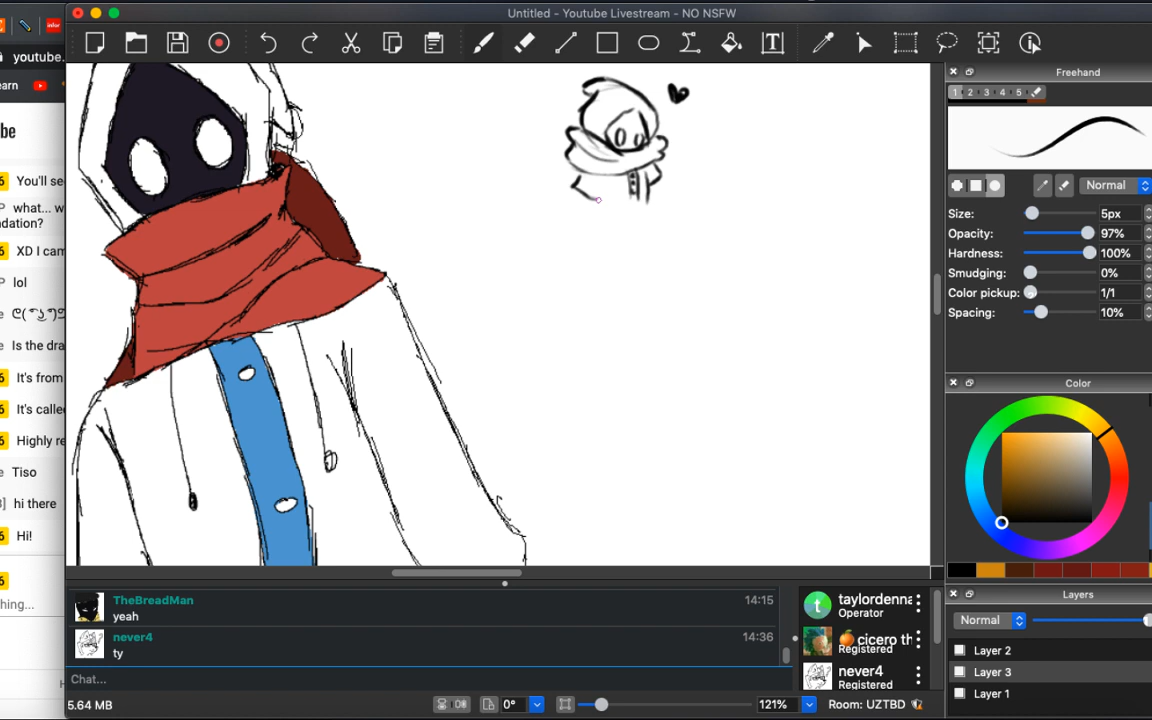 Untitled - Youtube Livestream - NO NSFW
youtube.
earn
be
You'll se
what... w
dation?
XD I cam
lol
Is the dra
It's from
It's calle
Highly re
Tiso
hi there
Hi!
hing...
Freehand
1 2 3 4 5
Normal
Size: 5px
Opacity: 97%
Hardness: 100%
Smudging: 0%
Color pickup: 1/1
Spacing: 10%
Color
Layers
Normal
Layer 2
Layer 3
Layer 1
TheBreadMan 14:15
yeah
never4 14:36
ty
Chat...
taylordenna
Operator
cicero th
Registered
never4
Registered
5.64 MB
0°
121%
Room: UZTBD